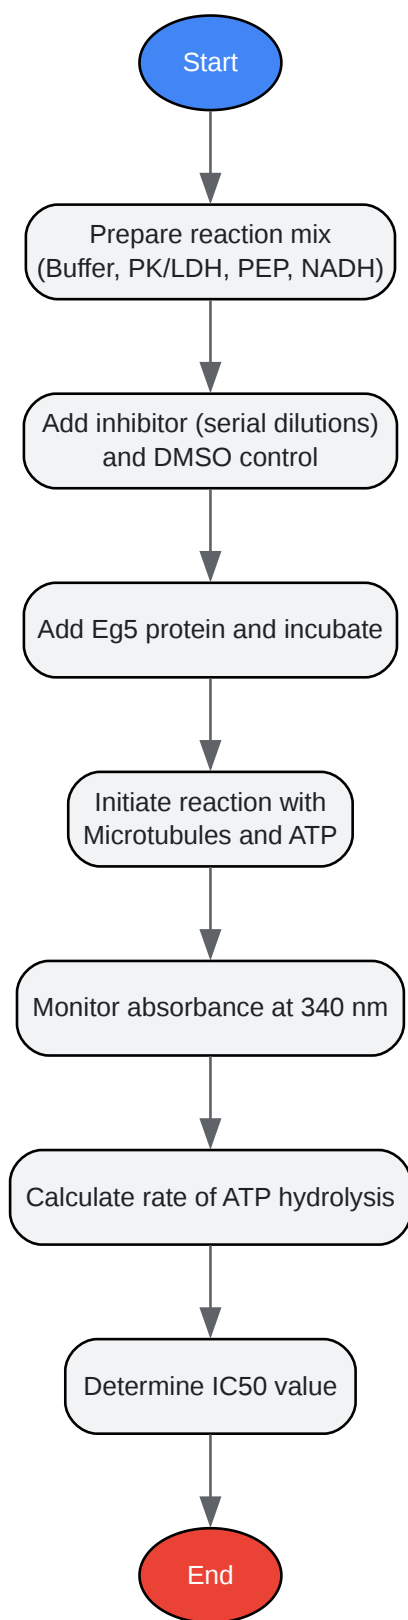 Start
Prepare reaction mix
(Buffer, PK/LDH, PEP, NADH)
Add inhibitor (serial dilutions)
and DMSO control
Add Eg5 protein and incubate
Initiate reaction with
Microtubules and ATP
Monitor absorbance at 340 nm
Calculate rate of ATP hydrolysis
Determine IC50 value
End